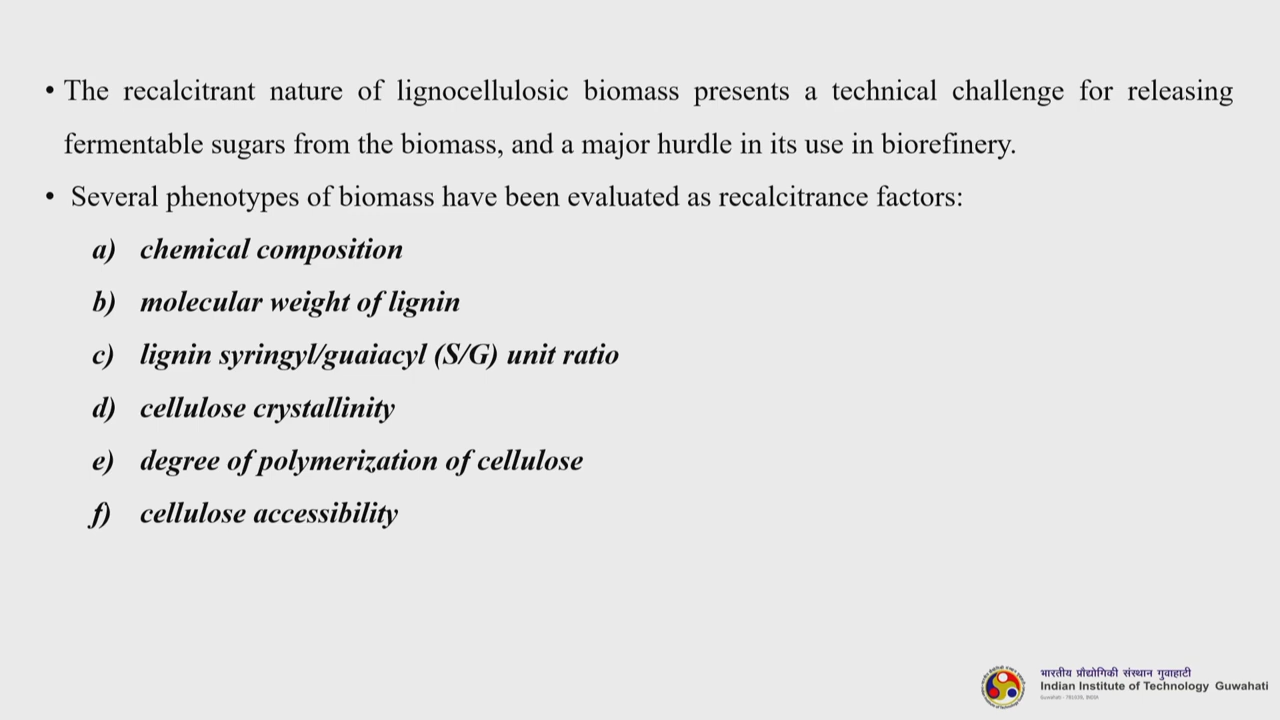 • The recalcitrant nature of lignocellulosic biomass presents a technical challenge for releasing
fermentable sugars from the biomass, and a major hurdle in its use in biorefinery.
• Several phenotypes of biomass have been evaluated as recalcitrance factors:
a) chemical composition
b) molecular weight of lignin
c) lignin syringyl/guaiacyl (S/G) unit ratio
d) cellulose crystallinity
e) degree of polymerization of cellulose
f) cellulose accessibility
भारतीय प्रौद्योगिकी संस्थान गुवाहाटी
Indian Institute of Technology Guwahati